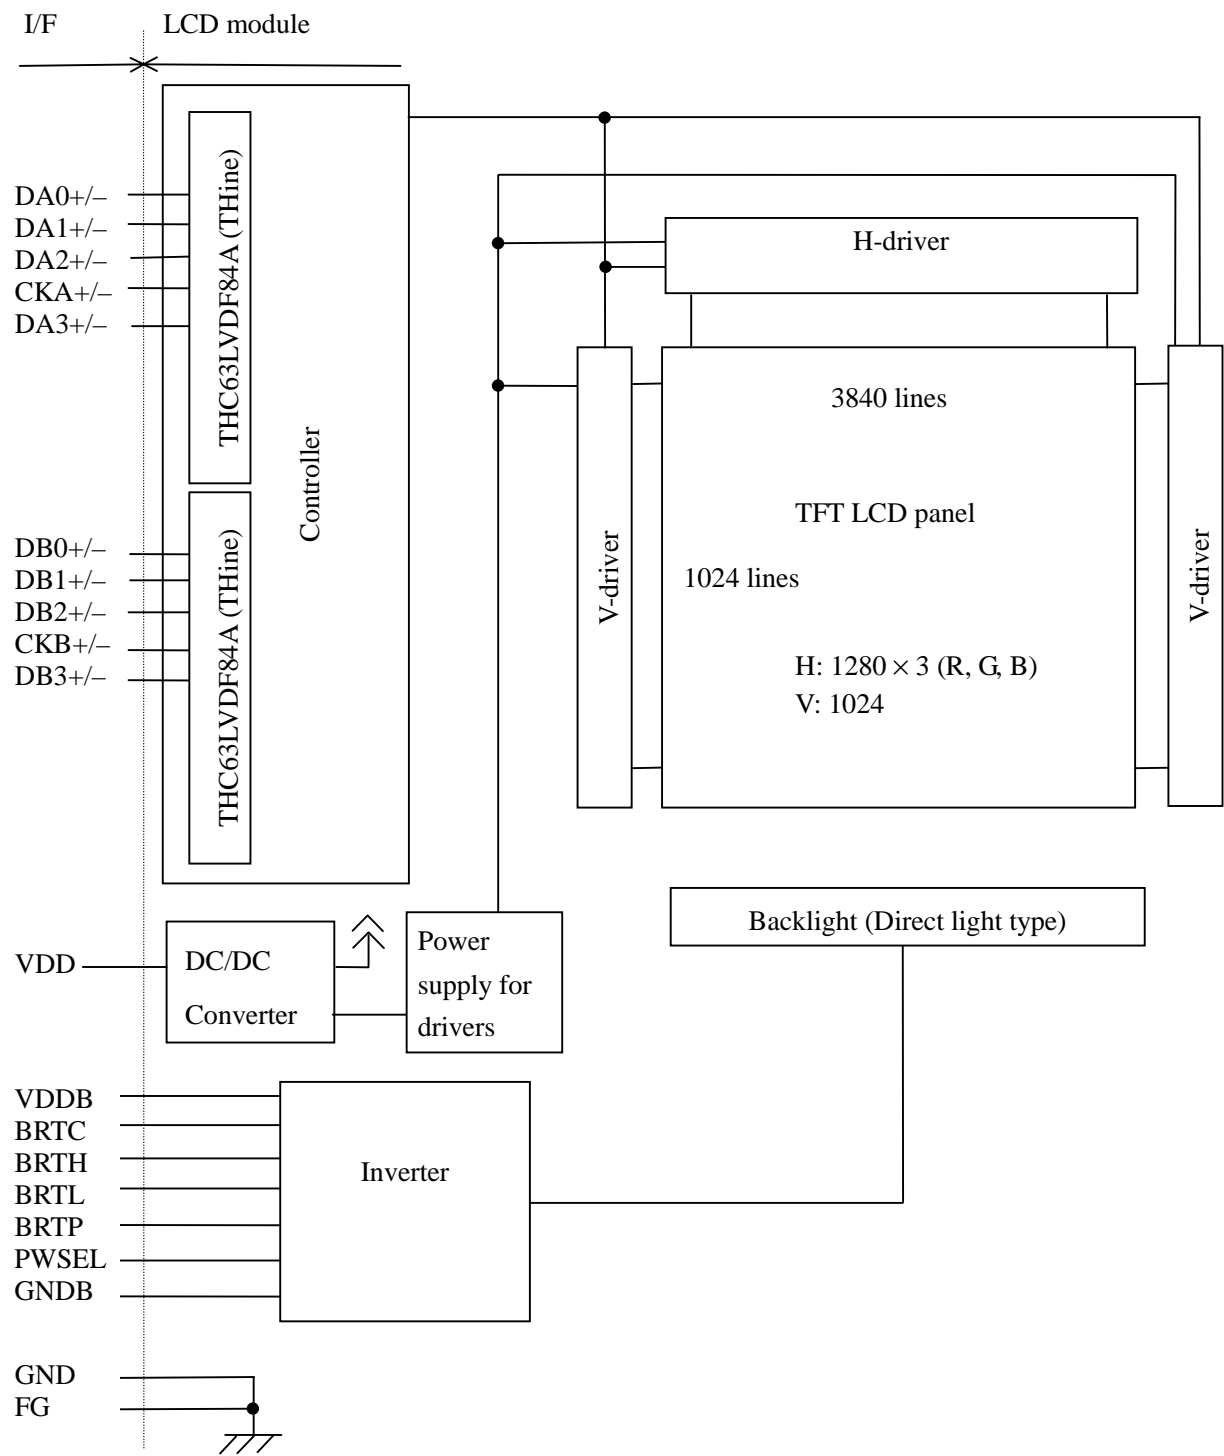 I/F
LCD module
DA0+/–
DA1+/–
DA2+/–
CKA+/–
DA3+/–
THC63LVDF84A (THine)
DB0+/–
DB1+/–
DB2+/–
CKB+/–
DB3+/–
THC63LVDF84A (THine)
Controller
H-driver
V-driver
3840 lines
TFT LCD panel
1024 lines
H: 1280 × 3 (R, G, B)
V: 1024
V-driver
Backlight (Direct light type)
VDD
DC/DC
Converter
Power
supply for
drivers
VDDB
BRTC
BRTH
BRTL
BRTP
PWSEL
GNDB
Inverter
GND
FG